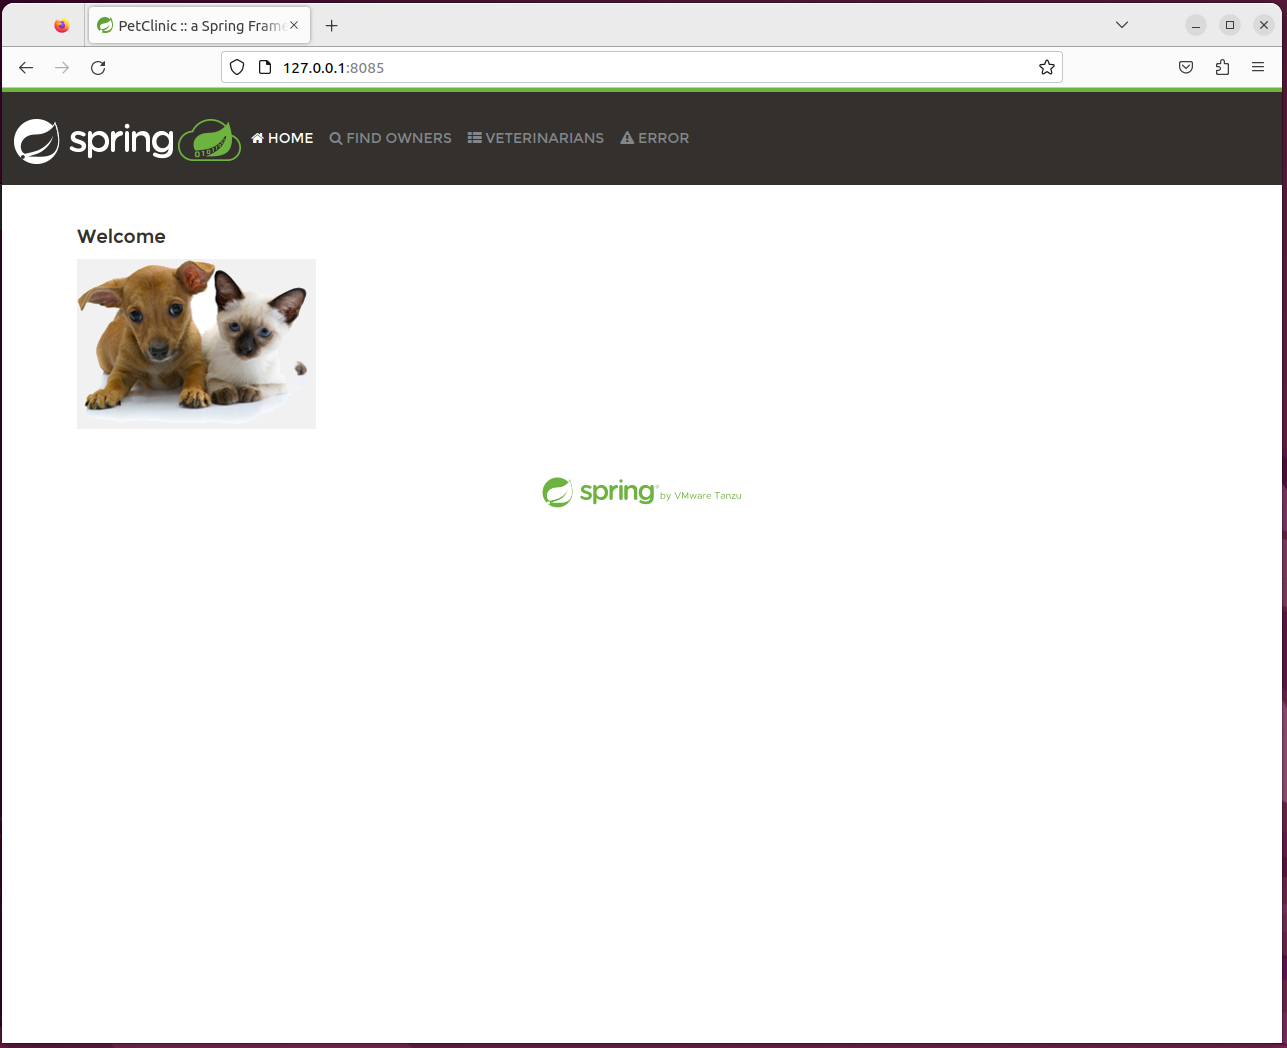 PetClinic :: a Spring Frame
127.0.0.1:8085
spring
HOME
FIND OWNERS
VETERINARIANS
ERROR
Welcome
spring by VMware Tanzu